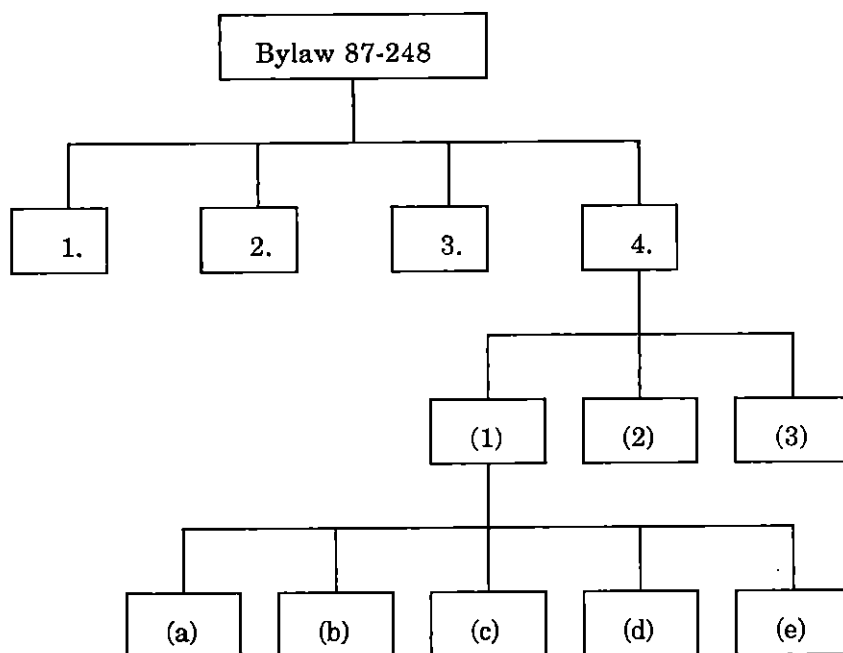 Bylaw 87-248
1. 2. 3. 4.
(1) (2) (3)
(a) (b) (c) (d) (e)